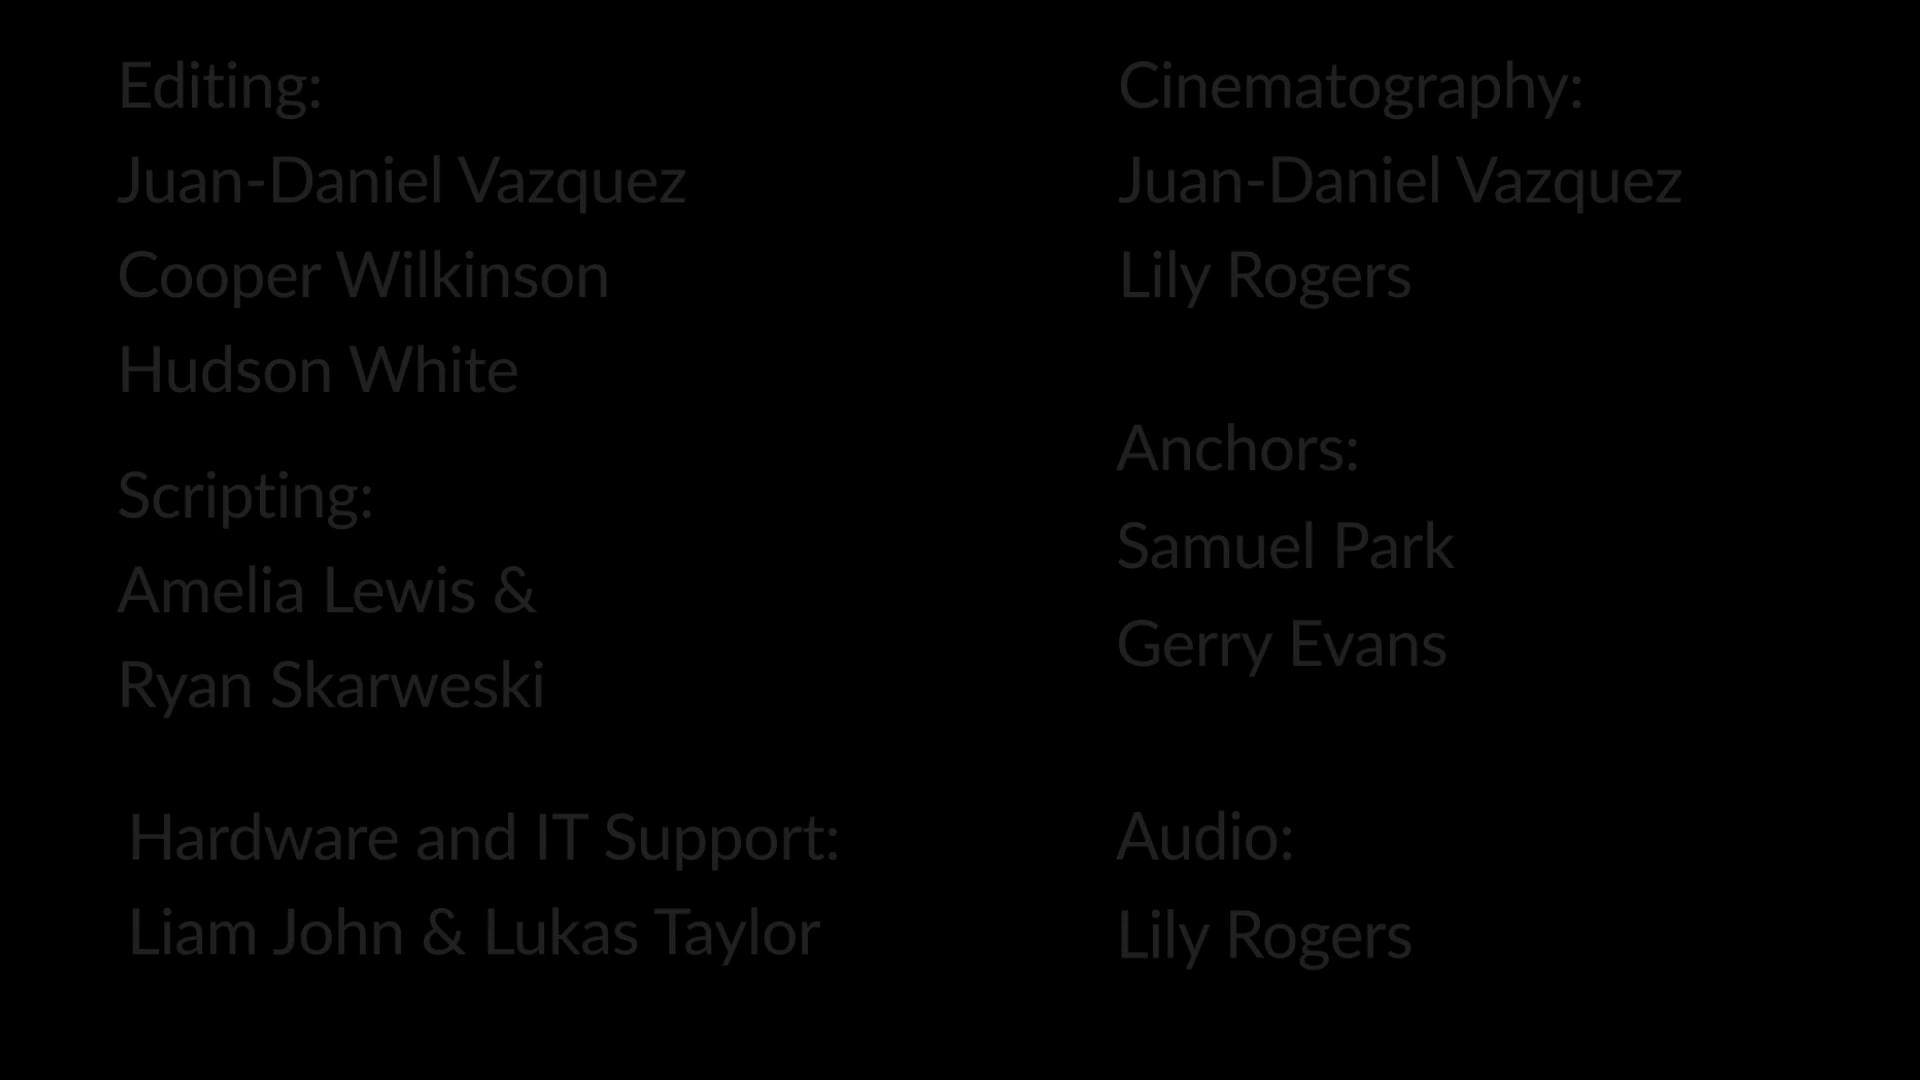 Editing:
Juan-Daniel Vazquez
Cooper Wilkinson
Hudson White
Scripting:
Amelia Lewis &
Ryan Skarweski
Hardware and IT Support:
Liam John & Lukas Taylor
Cinematography:
Juan-Daniel Vazquez
Lily Rogers
Anchors:
Samuel Park
Gerry Evans
Audio:
Lily Rogers